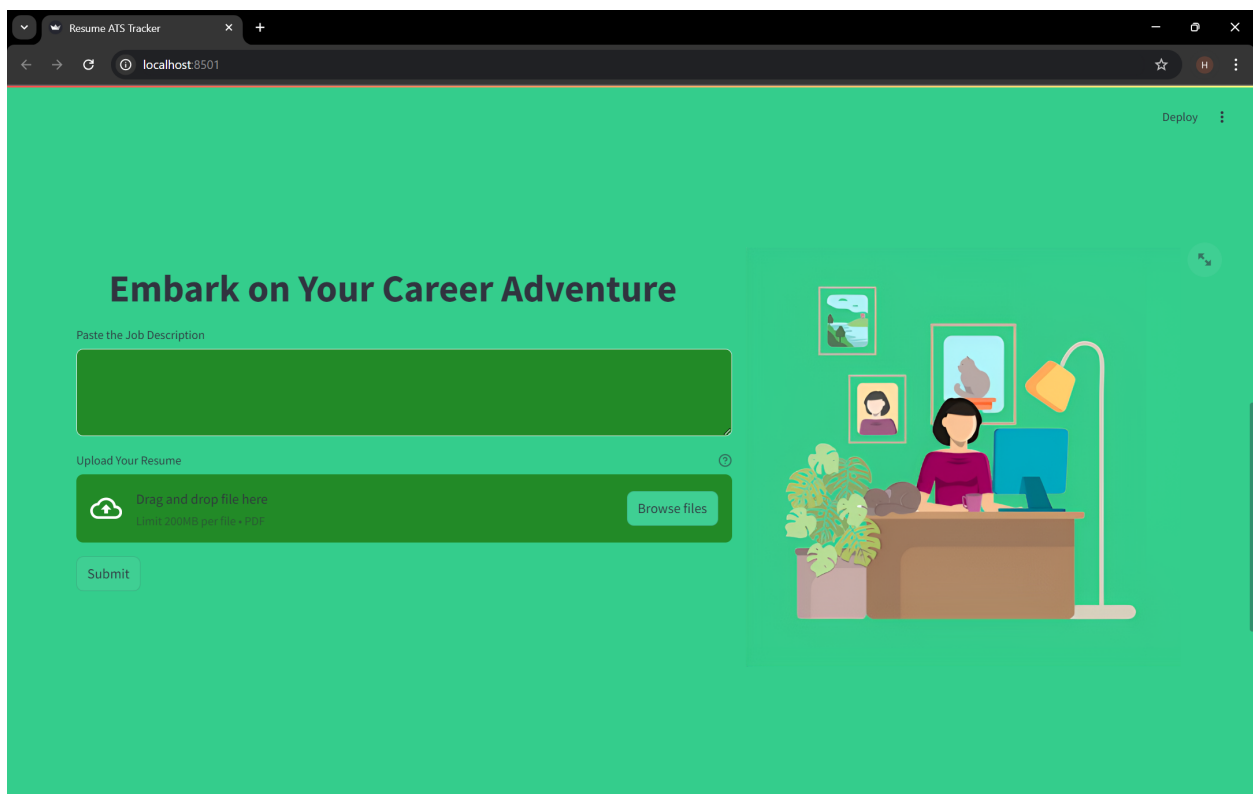 Resume ATS Tracker
localhost:8501
H
Deploy
Embark on Your Career Adventure
Paste the Job Description
Upload Your Resume
Drag and drop file here
Limit 200MB per file • PDF
Browse files
Submit